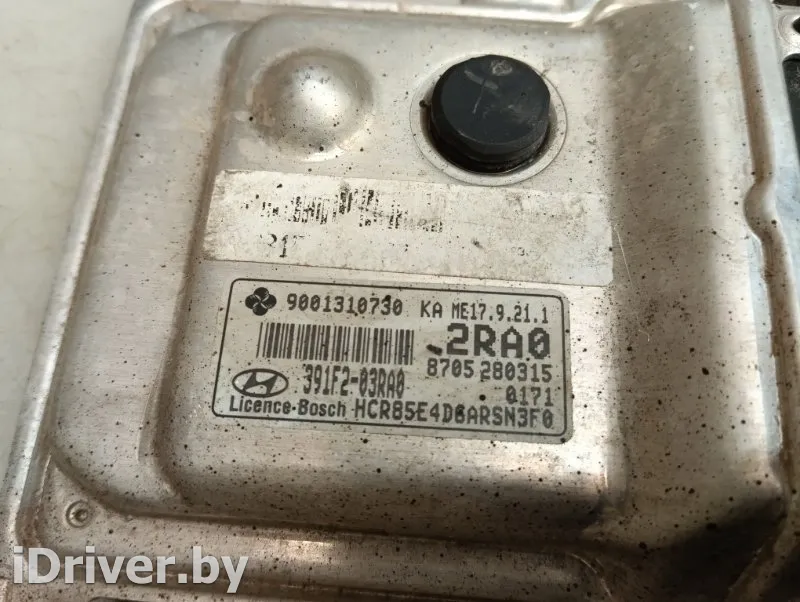 9001310730 KA ME17.9.21.1
2RA0
391F2-03RA0 8705 280315
0171
Licence-Bosch HCR85E4D6ARSN3F0
iDriver.by